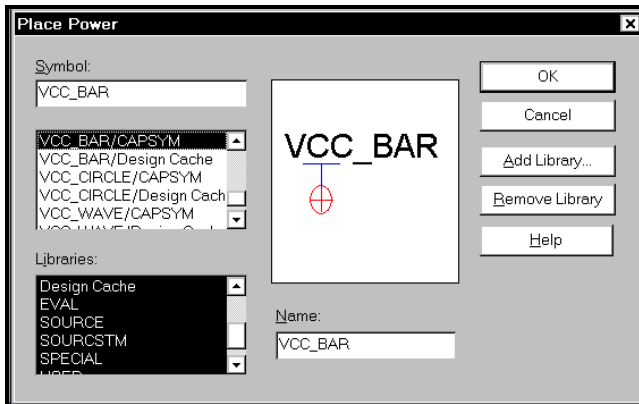 Place Power
Symbol:
VCC_BAR
VCC_BAR/CAPSYM
VCC_BAR/Design Cache
VCC_CIRCLE/CAPSYM
VCC_CIRCLE/Design Cach
VCC_WAVE/CAPSYM
Libraries:
Design Cache
EVAL
SOURCE
SOURCSTM
SPECIAL
VCC_BAR
Name:
VCC_BAR
OK
Cancel
Add Library...
Remove Library
Help